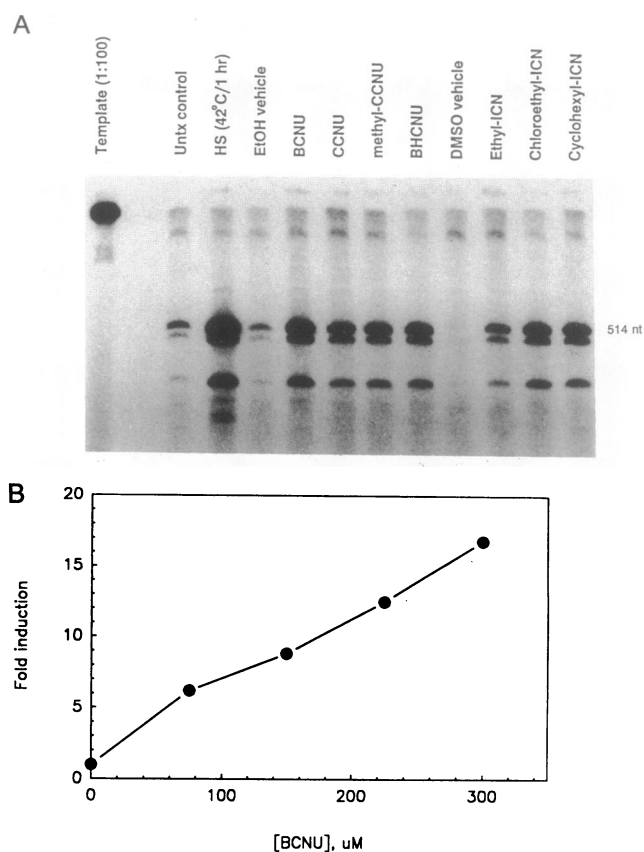 A
Template (1:100)
Untx control
HS (42°C/1 hr)
EtOH vehicle
BCNU
CCNU
methyl-CCNU
BHCNU
DMSO vehicle
Ethyl-ICN
Chloroethyl-ICN
Cyclohexyl-ICN
514 nt
B
20
15
10
5
0
Fold induction
0 100 200 300
[BCNU], uM